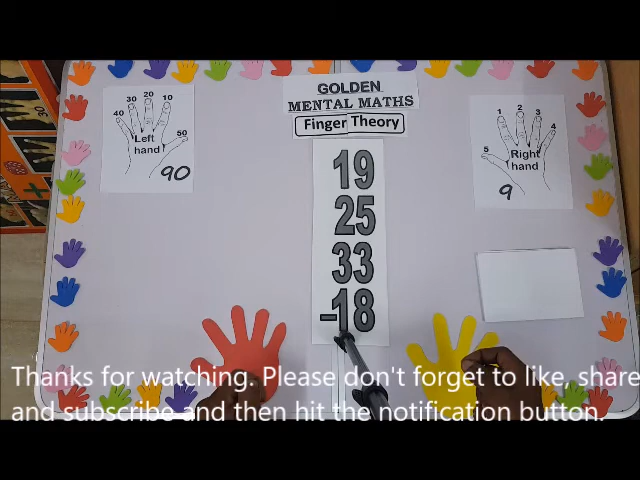 GOLDEN
MENTAL MATHS
Finger Theory
40 30 20 10
50
Left
hand
90
1 2 3 4
5
Right
hand
9
19
25
33
-18
Thanks for watching. Please don't forget to like, share
and subscribe and then hit the notification button.